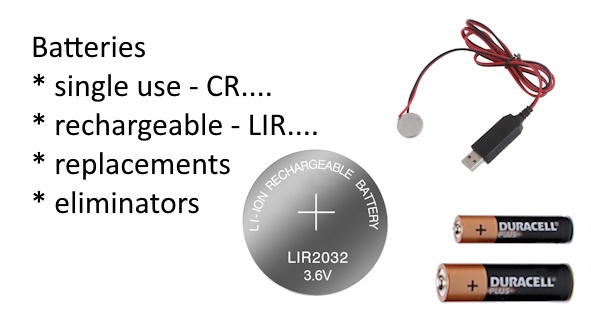 Batteries
* single use - CR....
* rechargeable - LIR....
* replacements
* eliminators
LI-ION RECHARGEABLE BATTERY
+
LIR2032
3.6V
+ DURACELL®
PLUS
+ DURACELL®
PLUS